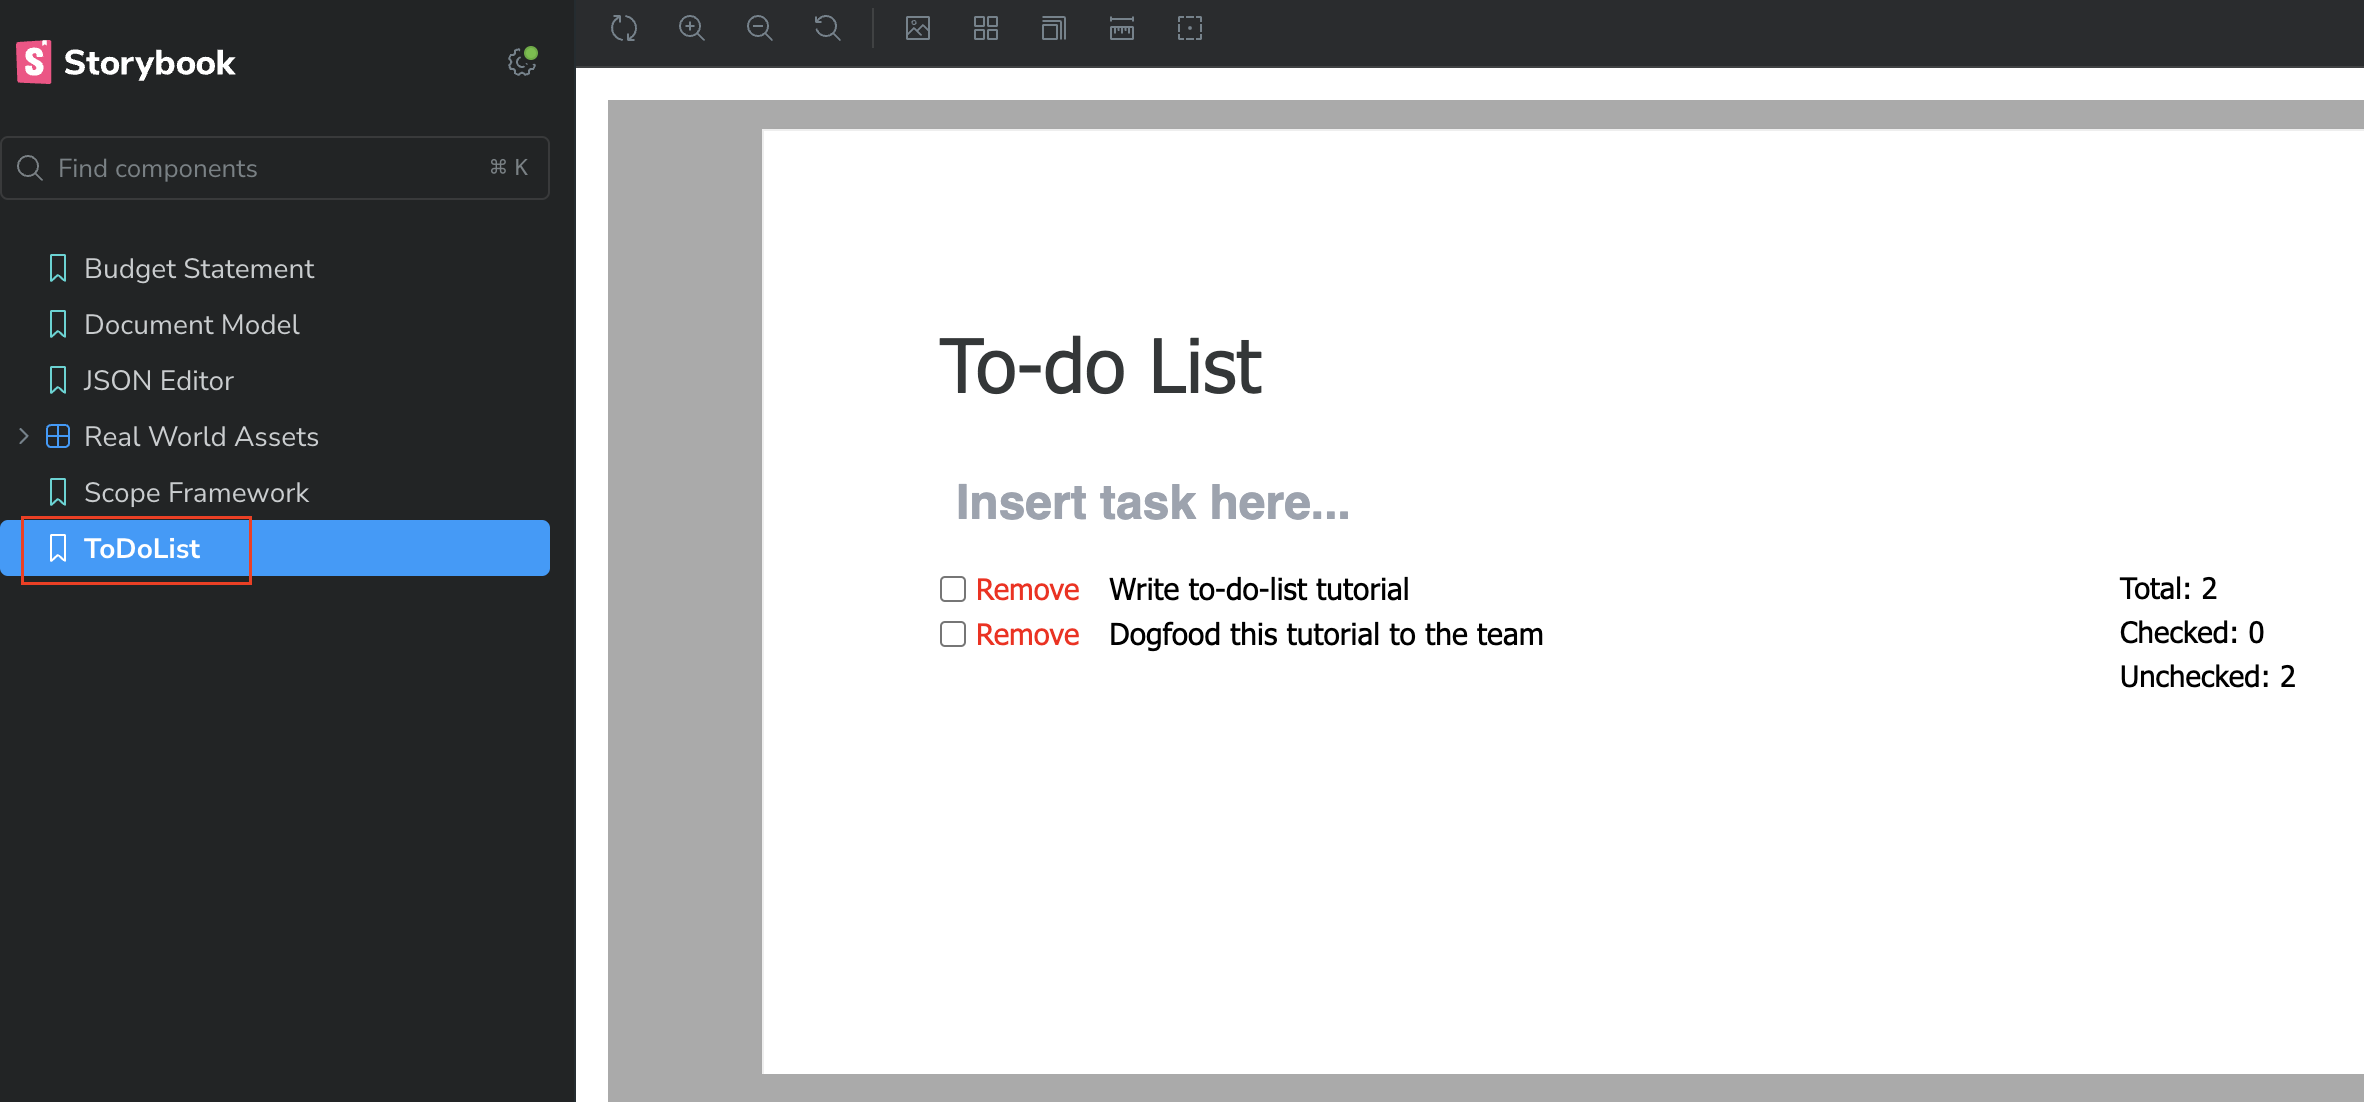 Storybook
Find components
⌘ K
Budget Statement
Document Model
JSON Editor
Real World Assets
Scope Framework
ToDoList
To-do List
Insert task here...
Remove Write to-do-list tutorial
Remove Dogfood this tutorial to the team
Total: 2
Checked: 0
Unchecked: 2